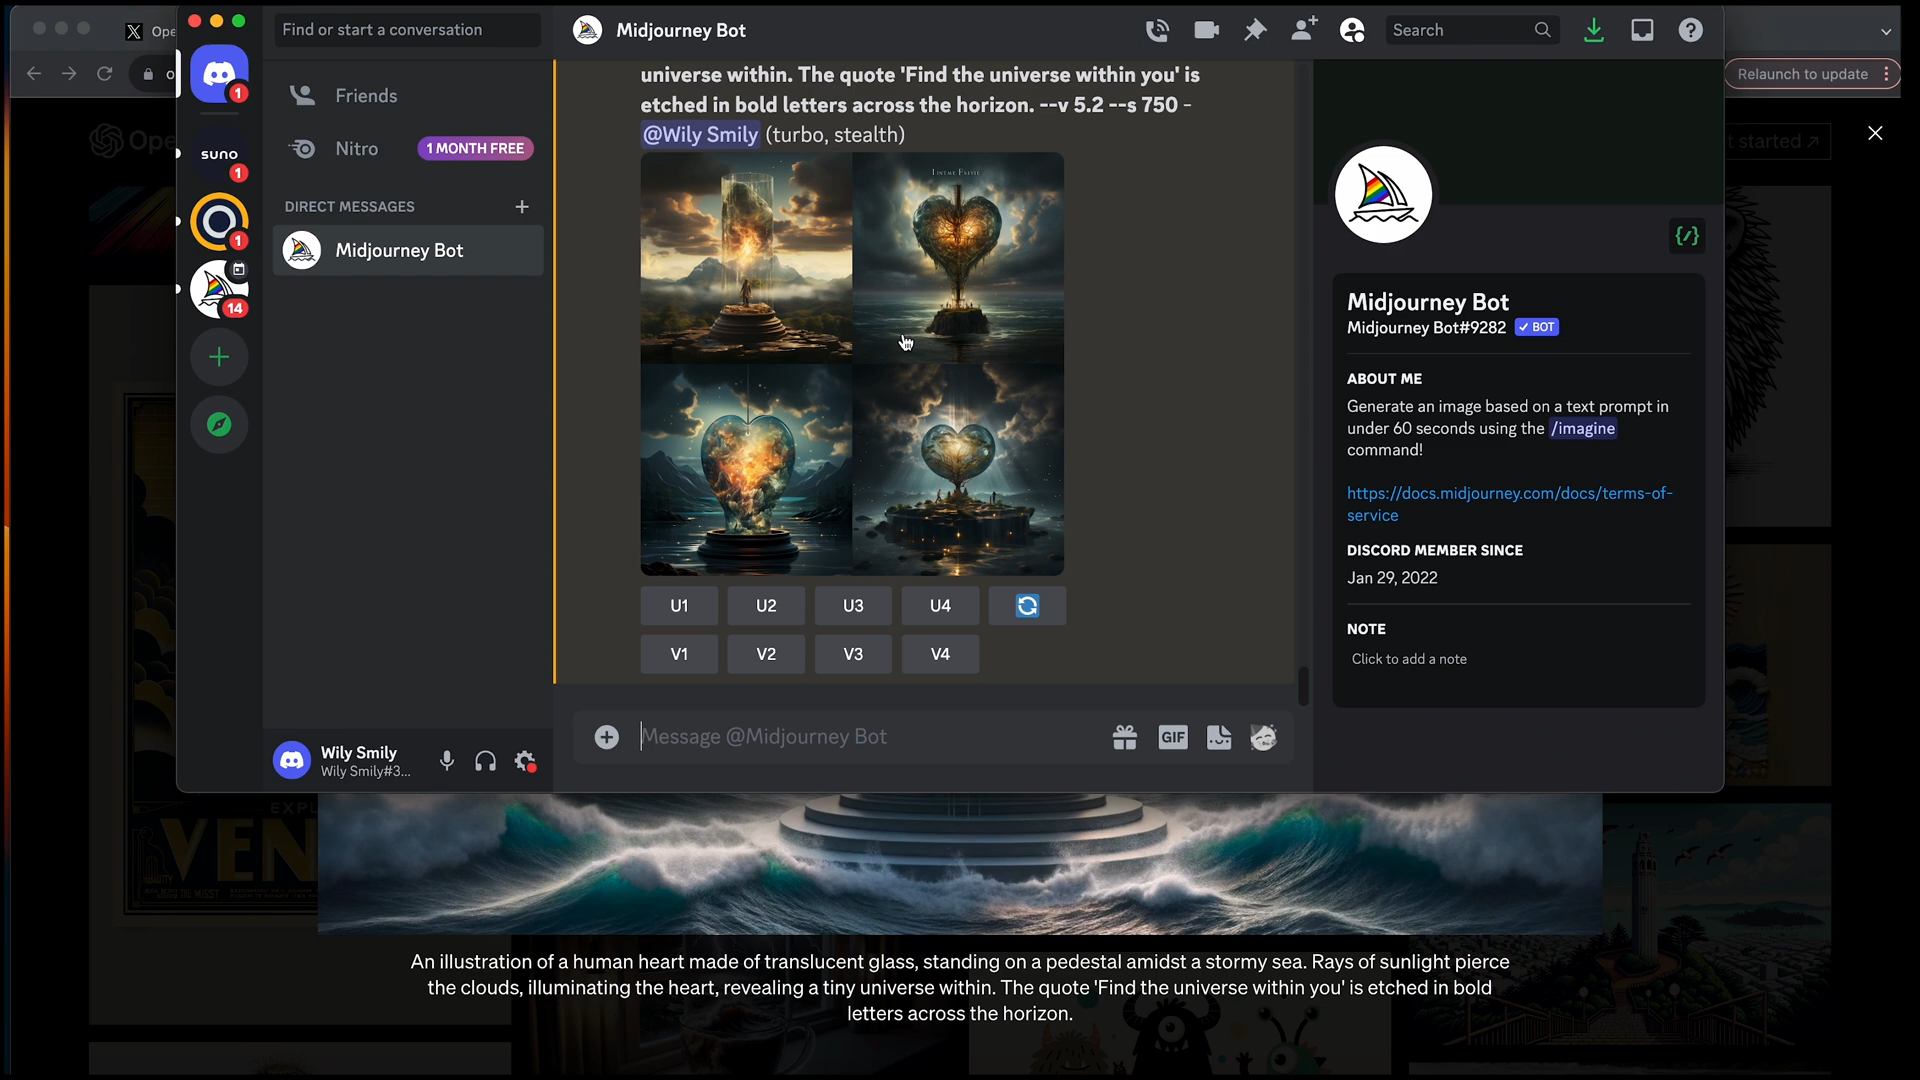 Ope
Find or start a conversation
Midjourney Bot
Search
Relaunch to update
1
Friends
suno
1
Nitro
1 MONTH FREE
DIRECT MESSAGES
1
Midjourney Bot
14
Wily Smily
Wily Smily#3...
universe within. The quote 'Find the universe within you' is
etched in bold letters across the horizon. --v 5.2 --s 750 -
@Wily Smily (turbo, stealth)
U1 U2 U3 U4
V1 V2 V3 V4
Message @Midjourney Bot
GIF
Midjourney Bot
Midjourney Bot#9282 BOT
ABOUT ME
Generate an image based on a text prompt in
under 60 seconds using the /imagine
command!
https://docs.midjourney.com/docs/terms-of-
service
DISCORD MEMBER SINCE
Jan 29, 2022
NOTE
Click to add a note
Ope
t started
EXPL
VEN
An illustration of a human heart made of translucent glass, standing on a pedestal amidst a stormy sea. Rays of sunlight pierce
the clouds, illuminating the heart, revealing a tiny universe within. The quote 'Find the universe within you' is etched in bold
letters across the horizon.